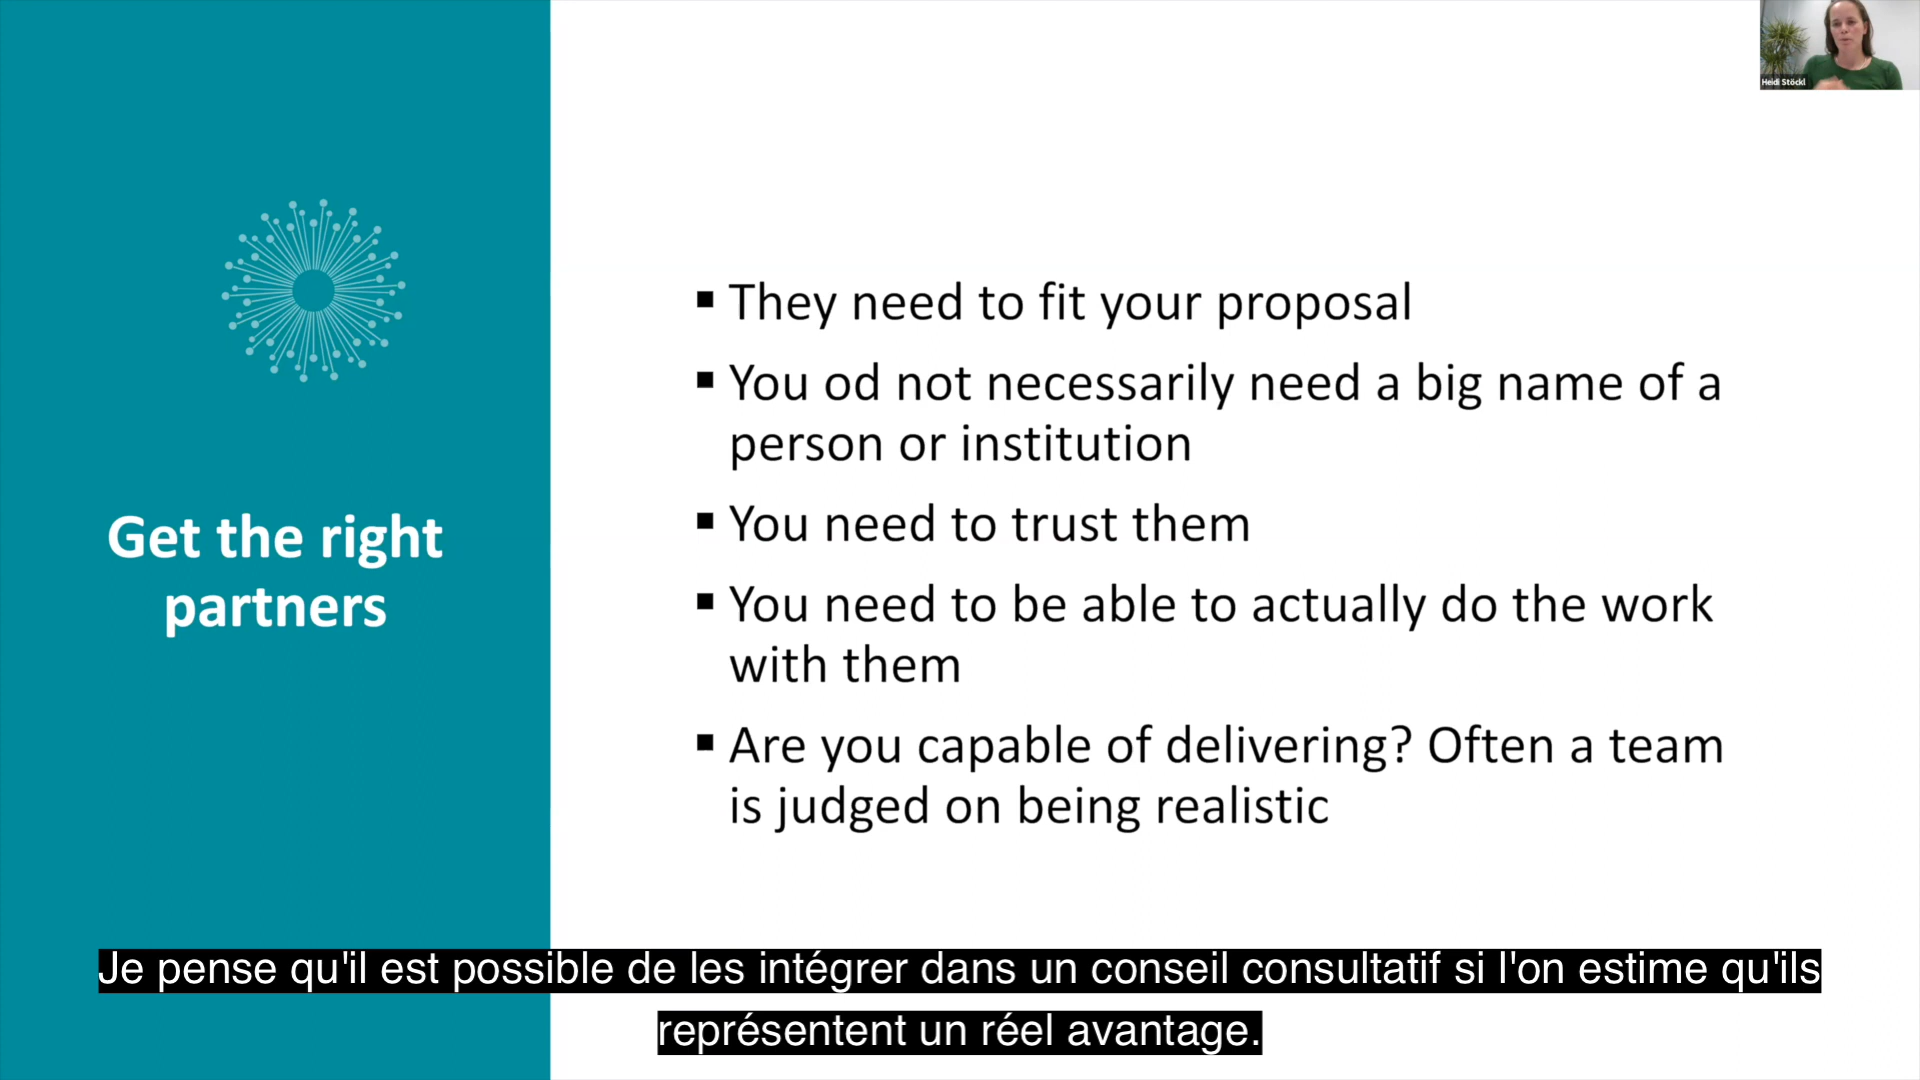 Heidi Stöckl
Get the right
partners
▪ They need to fit your proposal
▪ You od not necessarily need a big name of a
person or institution
▪ You need to trust them
▪ You need to be able to actually do the work
with them
▪ Are you capable of delivering? Often a team
is judged on being realistic
Je pense qu'il est possible de les intégrer dans un conseil consultatif si l'on estime qu'ils
représentent un réel avantage.